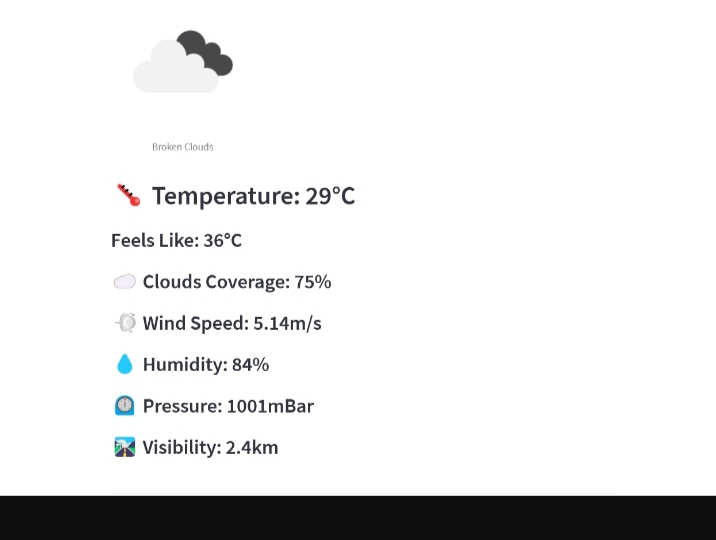 Broken Clouds
Temperature: 29°C
Feels Like: 36°C
Clouds Coverage: 75%
Wind Speed: 5.14m/s
Humidity: 84%
Pressure: 1001mBar
Visibility: 2.4km